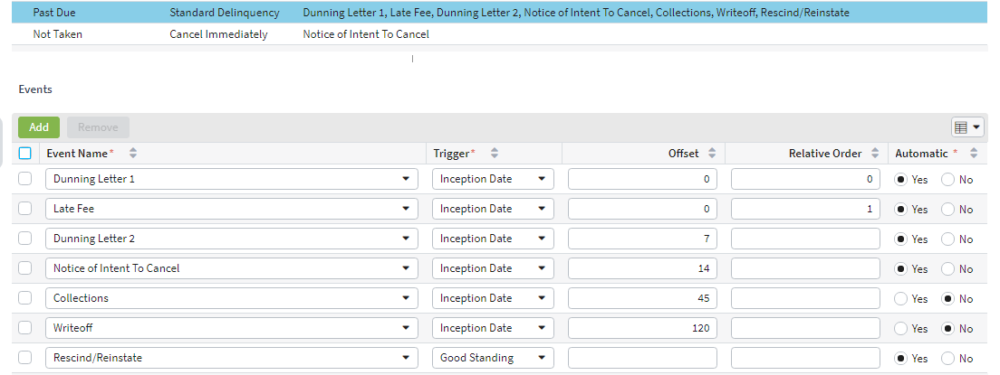 Past Due Standard Delinquency Dunning Letter 1, Late Fee, Dunning Letter 2, Notice of Intent To Cancel, Collections, Writeoff, Rescind/Reinstate
Not Taken Cancel Immediately Notice of Intent To Cancel
Events
Add Remove
Event Name* Trigger* Offset Relative Order Automatic *
Dunning Letter 1 Inception Date 0 0 Yes No
Late Fee Inception Date 0 1 Yes No
Dunning Letter 2 Inception Date 7 Yes No
Notice of Intent To Cancel Inception Date 14 Yes No
Collections Inception Date 45 Yes No
Writeoff Inception Date 120 Yes No
Rescind/Reinstate Good Standing Yes No